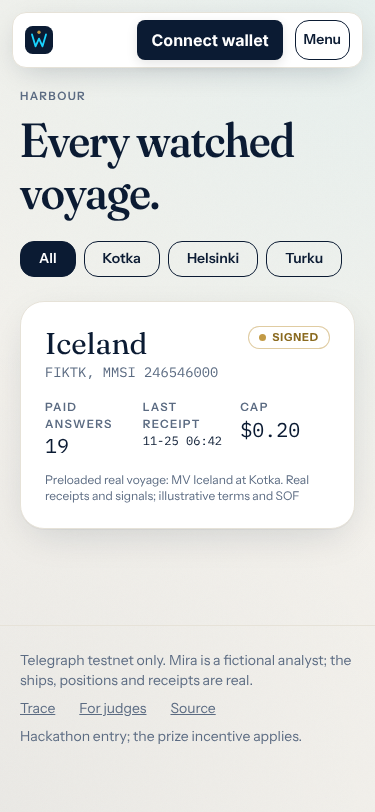 Connect wallet
Menu
HARBOUR
Every watched
voyage.
All
Kotka
Helsinki
Turku
Iceland
SIGNED
FIKTK, MMSI 246546000
PAID
ANSWERS
19
LAST
RECEIPT
11-25 06:42
CAP
$0.20
Preloaded real voyage: MV Iceland at Kotka. Real
receipts and signals; illustrative terms and SOF
Telegraph testnet only. Mira is a fictional analyst; the
ships, positions and receipts are real.
Trace
For judges
Source
Hackathon entry; the prize incentive applies.